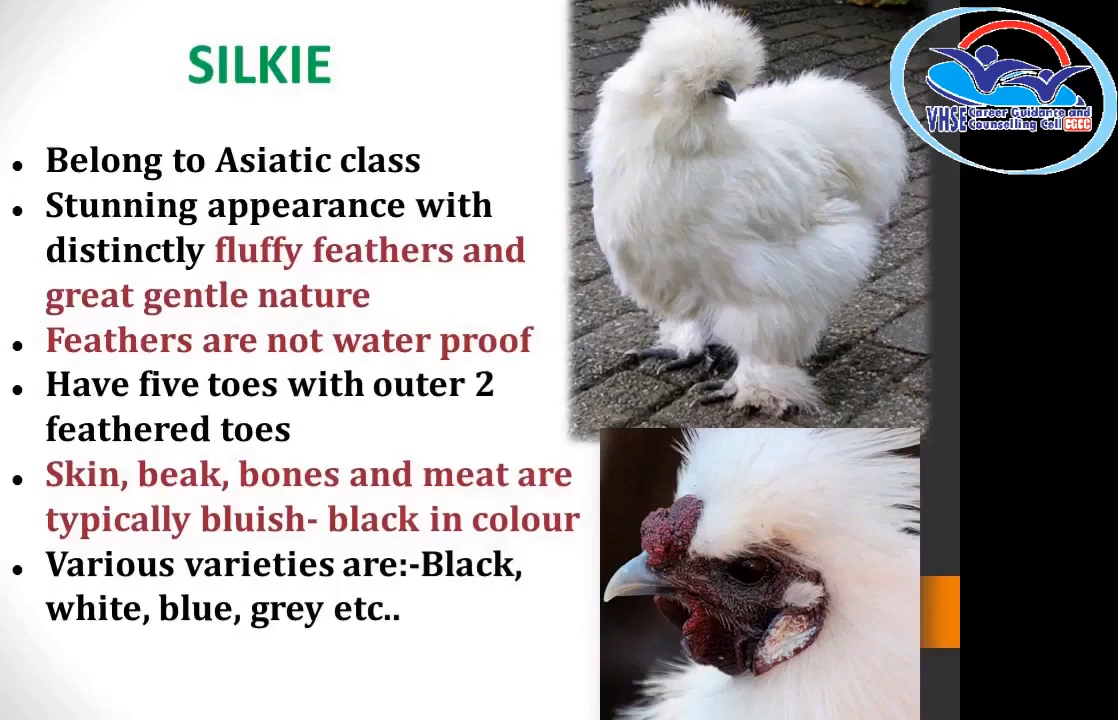 SILKIE
• Belong to Asiatic class
• Stunning appearance with
distinctly fluffy feathers and
great gentle nature
• Feathers are not water proof
• Have five toes with outer 2
feathered toes
• Skin, beak, bones and meat are
typically bluish- black in colour
• Various varieties are:-Black,
white, blue, grey etc..
VHSE Career Guidance and
Counselling Cell CGCC